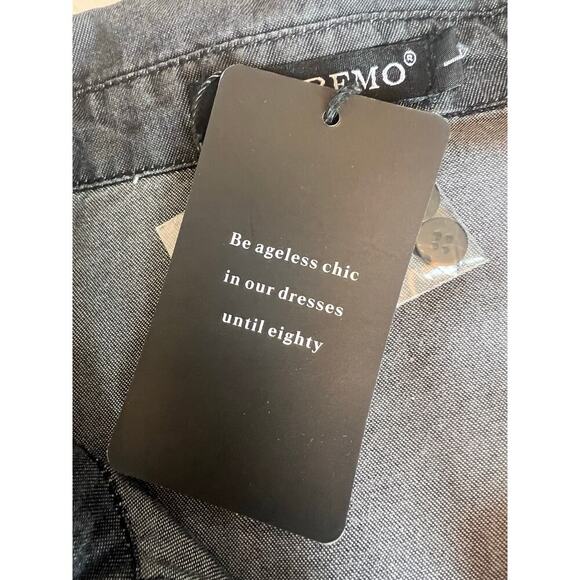 L
Be ageless chic
in our dresses
until eighty